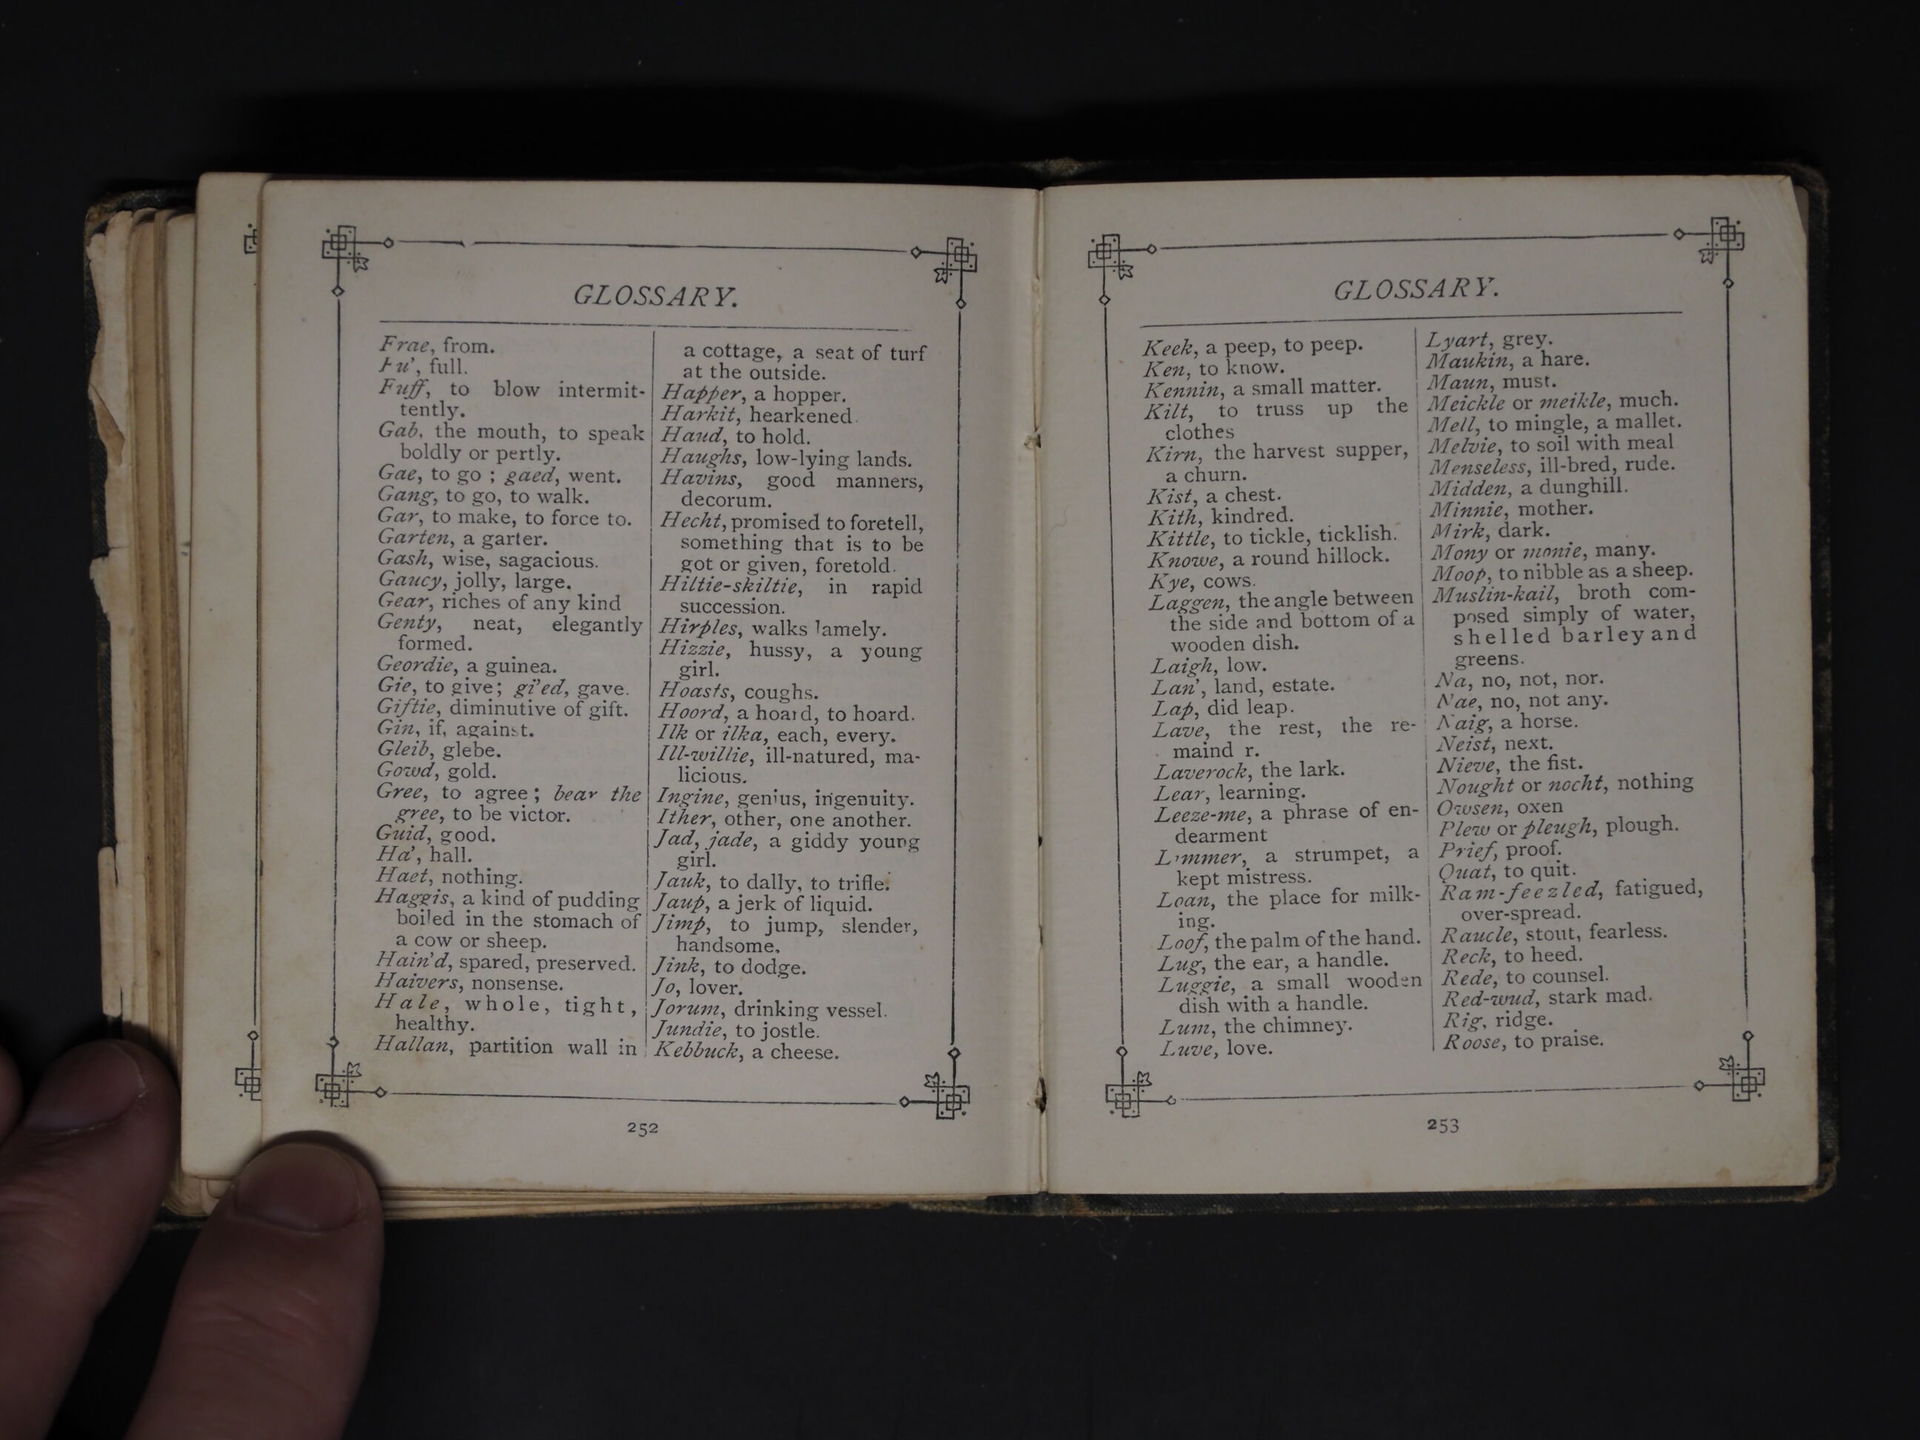 GLOSSARY.
Frae, from.
Fu', full.
Fuff, to blow intermit-
tently.
Gab, the mouth, to speak
boldly or pertly.
Gae, to go ; gaed, went.
Gang, to go, to walk.
Gar, to make, to force to.
Garten, a garter.
Gash, wise, sagacious.
Gaucy, jolly, large.
Gear, riches of any kind
Genty, neat, elegantly
formed.
Geordie, a guinea.
Gie, to give; gi'ed, gave.
Giftie, diminutive of gift.
Gin, if, against.
Gleib, glebe.
Gowd, gold.
Gree, to agree ; bear the
gree, to be victor.
Guid, good.
Ha', hall.
Haet, nothing.
Haggis, a kind of pudding
boiled in the stomach of
a cow or sheep.
Hain'd, spared, preserved.
Haivers, nonsense.
Hale, whole, tight,
healthy.
Hallan, partition wall in
a cottage, a seat of turf
at the outside.
Happer, a hopper.
Harkit, hearkened.
Haud, to hold.
Haughs, low-lying lands.
Havins, good manners,
decorum.
Hecht, promised to foretell,
something that is to be
got or given, foretold.
Hiltie-skiltie, in rapid
succession.
Hirples, walks lamely.
Hizzie, hussy, a young
girl.
Hoasts, coughs.
Hoord, a hoard, to hoard.
Ilk or ilka, each, every.
Ill-willie, ill-natured, ma-
licious.
Ingine, genius, ingenuity.
Ither, other, one another.
Jad, jade, a giddy young
girl.
Jauk, to dally, to trifle.
Jaup, a jerk of liquid.
Jimp, to jump, slender,
handsome.
Jink, to dodge.
Jo, lover.
Jorum, drinking vessel.
Jundie, to jostle.
Kebbuck, a cheese.
252
GLOSSARY.
Keek, a peep, to peep.
Ken, to know.
Kennin, a small matter.
Kilt, to truss up the
clothes
Kirn, the harvest supper,
a churn.
Kist, a chest.
Kith, kindred.
Kittle, to tickle, ticklish.
Knowe, a round hillock.
Kye, cows.
Laggen, the angle between
the side and bottom of a
wooden dish.
Laigh, low.
Lan', land, estate.
Lap, did leap.
Lave, the rest, the re-
maind r.
Laverock, the lark.
Lear, learning.
Leeze-me, a phrase of en-
dearment
Limmer, a strumpet, a
kept mistress.
Loan, the place for milk-
ing.
Loof, the palm of the hand.
Lug, the ear, a handle.
Luggie, a small wooden
dish with a handle.
Lum, the chimney.
Luve, love.
Lyart, grey.
Maukin, a hare.
Maun, must.
Meickle or meikle, much.
Mell, to mingle, a mallet.
Melvie, to soil with meal
Menseless, ill-bred, rude.
Midden, a dunghill.
Minnie, mother.
Mirk, dark.
Mony or monie, many.
Moop, to nibble as a sheep.
Muslin-kail, broth com-
posed simply of water,
shelled barley and
greens.
Na, no, not, nor.
Nae, no, not any.
Naig, a horse.
Neist, next.
Nieve, the fist.
Nought or nocht, nothing
Owsen, oxen
Plew or pleugh, plough.
Prief, proof.
Quat, to quit.
Ram-feezled, fatigued,
over-spread.
Raucle, stout, fearless.
Reck, to heed.
Rede, to counsel.
Red-wud, stark mad.
Rig, ridge.
Roose, to praise.
253